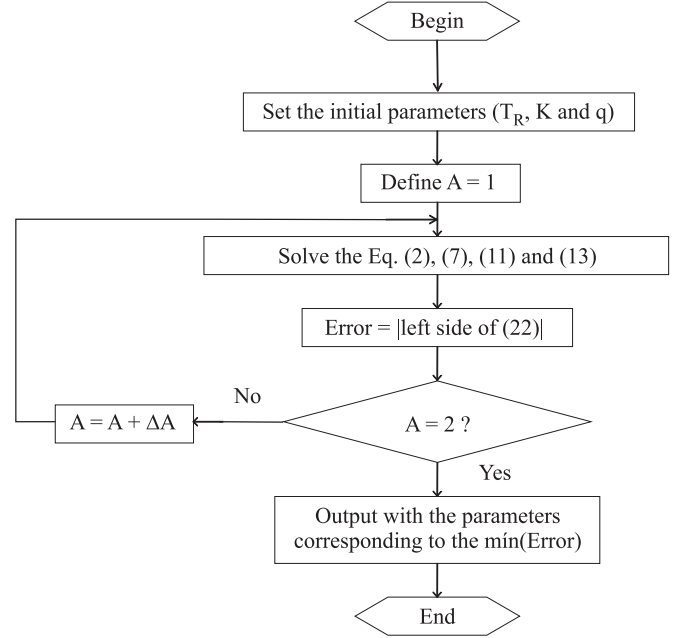 Begin
Set the initial parameters (T_R, K and q)
Define A = 1
Solve the Eq. (2), (7), (11) and (13)
Error = |left side of (22)|
No
A = A + ΔA
A = 2 ?
Yes
Output with the parameters
corresponding to the mín(Error)
End